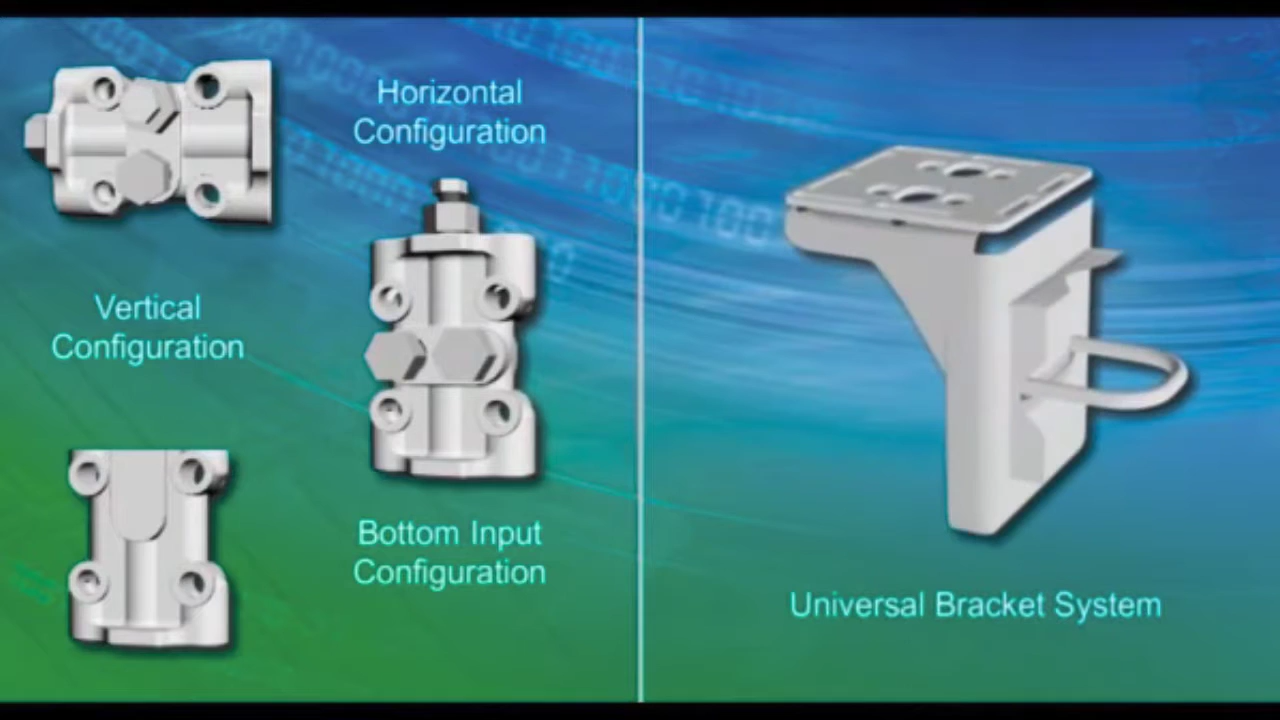 Horizontal
Configuration
Vertical
Configuration
Bottom Input
Configuration
Universal Bracket System